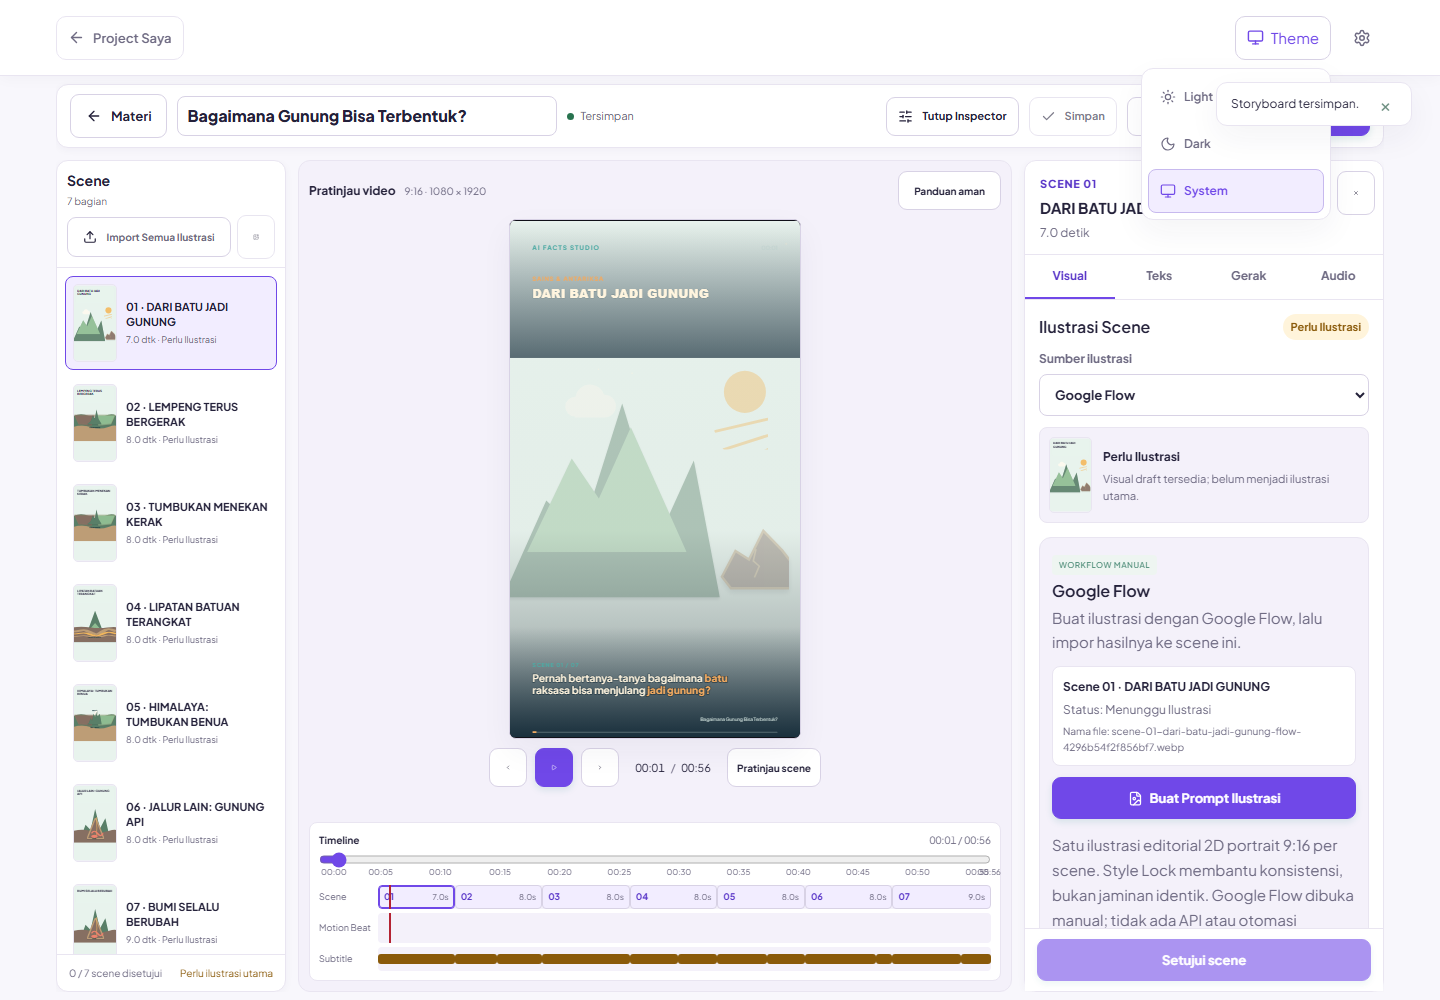 Project Saya
Theme
Light
Dark
System
Storyboard tersimpan.
Materi
Bagaimana Gunung Bisa Terbentuk?
Tersimpan
Tutup Inspector
Simpan
Scene
7 bagian
Import Semua Ilustrasi
01 · DARI BATU JADI
GUNUNG
7.0 dtk · Perlu Ilustrasi
02 · LEMPENG TERUS
BERGERAK
8.0 dtk · Perlu Ilustrasi
03 · TUMBUKAN MENEKAN
KERAK
8.0 dtk · Perlu Ilustrasi
04 · LIPATAN BATUAN
TERANGKAT
8.0 dtk · Perlu Ilustrasi
05 · HIMALAYA:
TUMBUKAN BENUA
8.0 dtk · Perlu Ilustrasi
06 · JALUR LAIN: GUNUNG
API
8.0 dtk · Perlu Ilustrasi
07 · BUMI SELALU
BERUBAH
9.0 dtk · Perlu Ilustrasi
0 / 7 scene disetujui
Perlu ilustrasi utama
Pratinjau video
9:16 · 1080 × 1920
Panduan aman
AI FACTS STUDIO
DARI BATU JADI GUNUNG
Pernah bertanya-tanya bagaimana batu
raksasa bisa menjulang jadi gunung?
Bagaimana Gunung Bisa Terbentuk?
00:01 / 00:56
Pratinjau scene
Timeline
00:01 / 00:56
00:00 00:05 00:10 00:15 00:20 00:25 00:30 00:35 00:40 00:45 00:50 00:56
Scene
01 7.0s 02 8.0s 03 8.0s 04 8.0s 05 8.0s 06 8.0s 07 9.0s
Motion Beat
Subtitle
SCENE 01
DARI BATU JAD
7.0 detik
Visual
Teks
Gerak
Audio
Ilustrasi Scene
Perlu Ilustrasi
Sumber ilustrasi
Google Flow
Perlu Ilustrasi
Visual draft tersedia; belum menjadi ilustrasi
utama.
WORKFLOW MANUAL
Google Flow
Buat ilustrasi dengan Google Flow, lalu
impor hasilnya ke scene ini.
Scene 01 · DARI BATU JADI GUNUNG
Status: Menunggu Ilustrasi
Nama file: scene-01-dari-batu-jadi-gunung-flow-
4296b54f2f856bf7.webp
Buat Prompt Ilustrasi
Satu ilustrasi editorial 2D portrait 9:16 per
scene. Style Lock membantu konsistensi,
bukan jaminan identik. Google Flow dibuka
manual; tidak ada API atau otomasi
Setujui scene